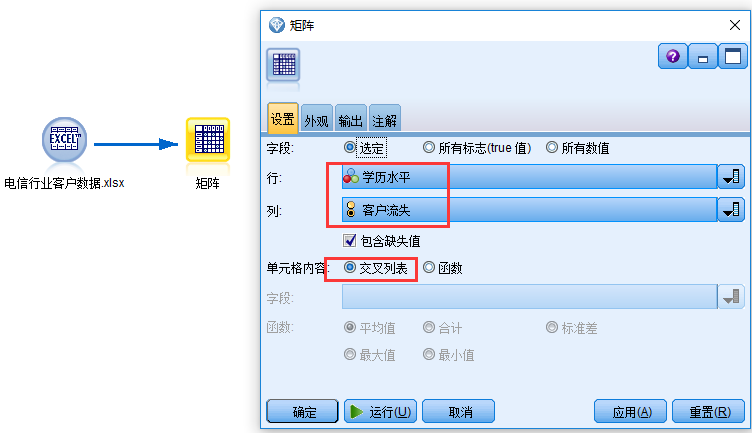 矩阵
设置 外观 输出 注解
字段: 选定 所有标志(true 值) 所有数值
行: 学历水平
列: 客户流失
包含缺失值
单元格内容: 交叉列表 函数
字段:
函数: 平均值 合计 标准差
最大值 最小值
确定 运行(U) 取消 应用(A) 重置(R)
EXCEL
电信行业客户数据.xlsx
矩阵